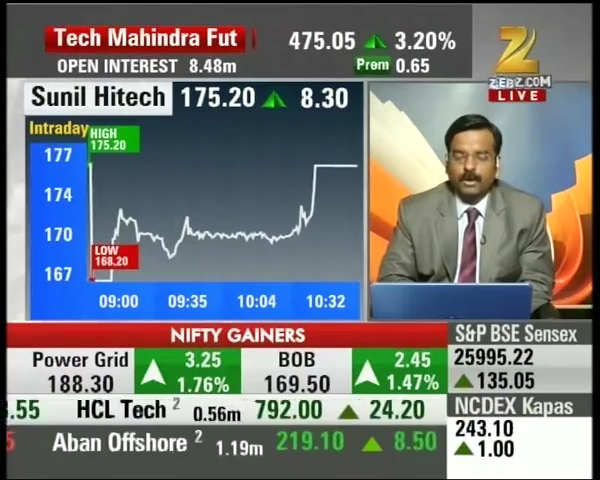 Tech Mahindra Fut 475.05 3.20%
OPEN INTEREST 8.48m Prem 0.65
Z
ZEBZ.COM
LIVE
Sunil Hitech 175.20 8.30
Intraday
HIGH
175.20
177
174
170
167
LOW
168.20
09:00 09:35 10:04 10:32
NIFTY GAINERS
Power Grid 3.25 BOB 2.45
188.30 1.76% 169.50 1.47%
S&P BSE Sensex
25995.22
135.05
.55 HCL Tech 2 0.56m 792.00 24.20
5 Aban Offshore 2 1.19m 219.10 8.50
NCDEX Kapas
243.10
1.00